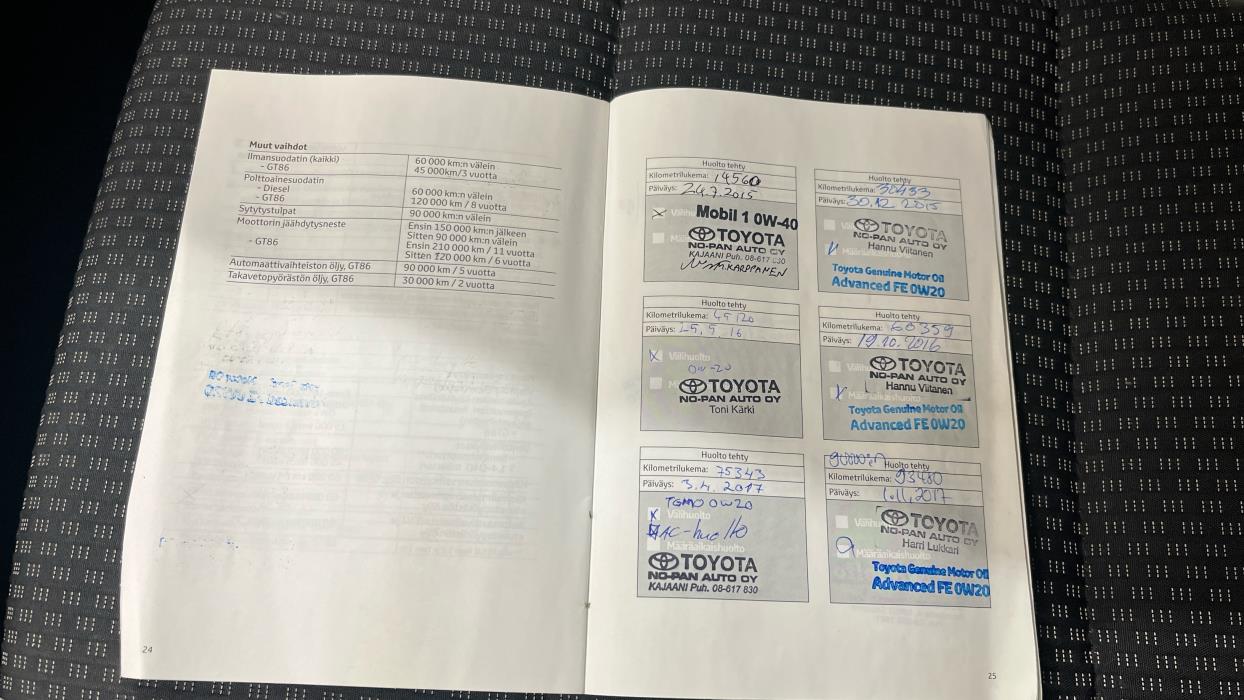 Muut vaihdot
Ilmansuodatin (kaikki) 60 000 km:n välein
- GT86 45 000km/3 vuotta
Polttoainesuodatin
- Diesel 60 000 km:n välein
- GT86 120 000 km / 8 vuotta
Sytytystulpat 90 000 km:n välein
Moottorin jäähdytysneste Ensin 150 000 km:n jälkeen
Sitten 90 000 km:n välein
- GT86 Ensin 210 000 km / 11 vuotta
Sitten 120 000 km / 6 vuotta
Automaattivaihteiston öljy, GT86 90 000 km / 5 vuotta
Takavetopyörästön öljy, GT86 30 000 km / 2 vuotta
24
Huolto tehty
Kilometrilukema: 14560
Päiväys: 24.7.2015
Mobil 1 0W-40
TOYOTA
NO-PAN AUTO OY
KAJAANI Puh. 08-617 830
KARPPANEN
Huolto tehty
Kilometrilukema: 30433
Päiväys: 30.12 2015
TOYOTA
NO-PAN AUTO OY
Hannu Viitanen
Toyota Genuine Motor Oil
Advanced FE 0W20
Huolto tehty
Kilometrilukema: 45120
Päiväys: 25.5.16
Välihuolto
0W-20
TOYOTA
NO-PAN AUTO OY
Toni Kärki
Huolto tehty
Kilometrilukema: 60359
Päiväys: 19.10.2016
TOYOTA
NO-PAN AUTO OY
Hannu Viitanen
Määräaikaishuolto
Toyota Genuine Motor Oil
Advanced FE 0W20
Huolto tehty
Kilometrilukema: 75343
Päiväys: 3.4.2017
TGMO 0W20
Välihuolto
AC-huolto
Määräaikaishuolto
TOYOTA
NO-PAN AUTO OY
KAJAANI Puh. 08-617 830
Huolto tehty
Kilometrilukema: 93480
Päiväys: 1.11.2017
TOYOTA
NO-PAN AUTO OY
Harri Lukkari
Määräaikaishuolto
Toyota Genuine Motor Oil
Advanced FE 0W20
25